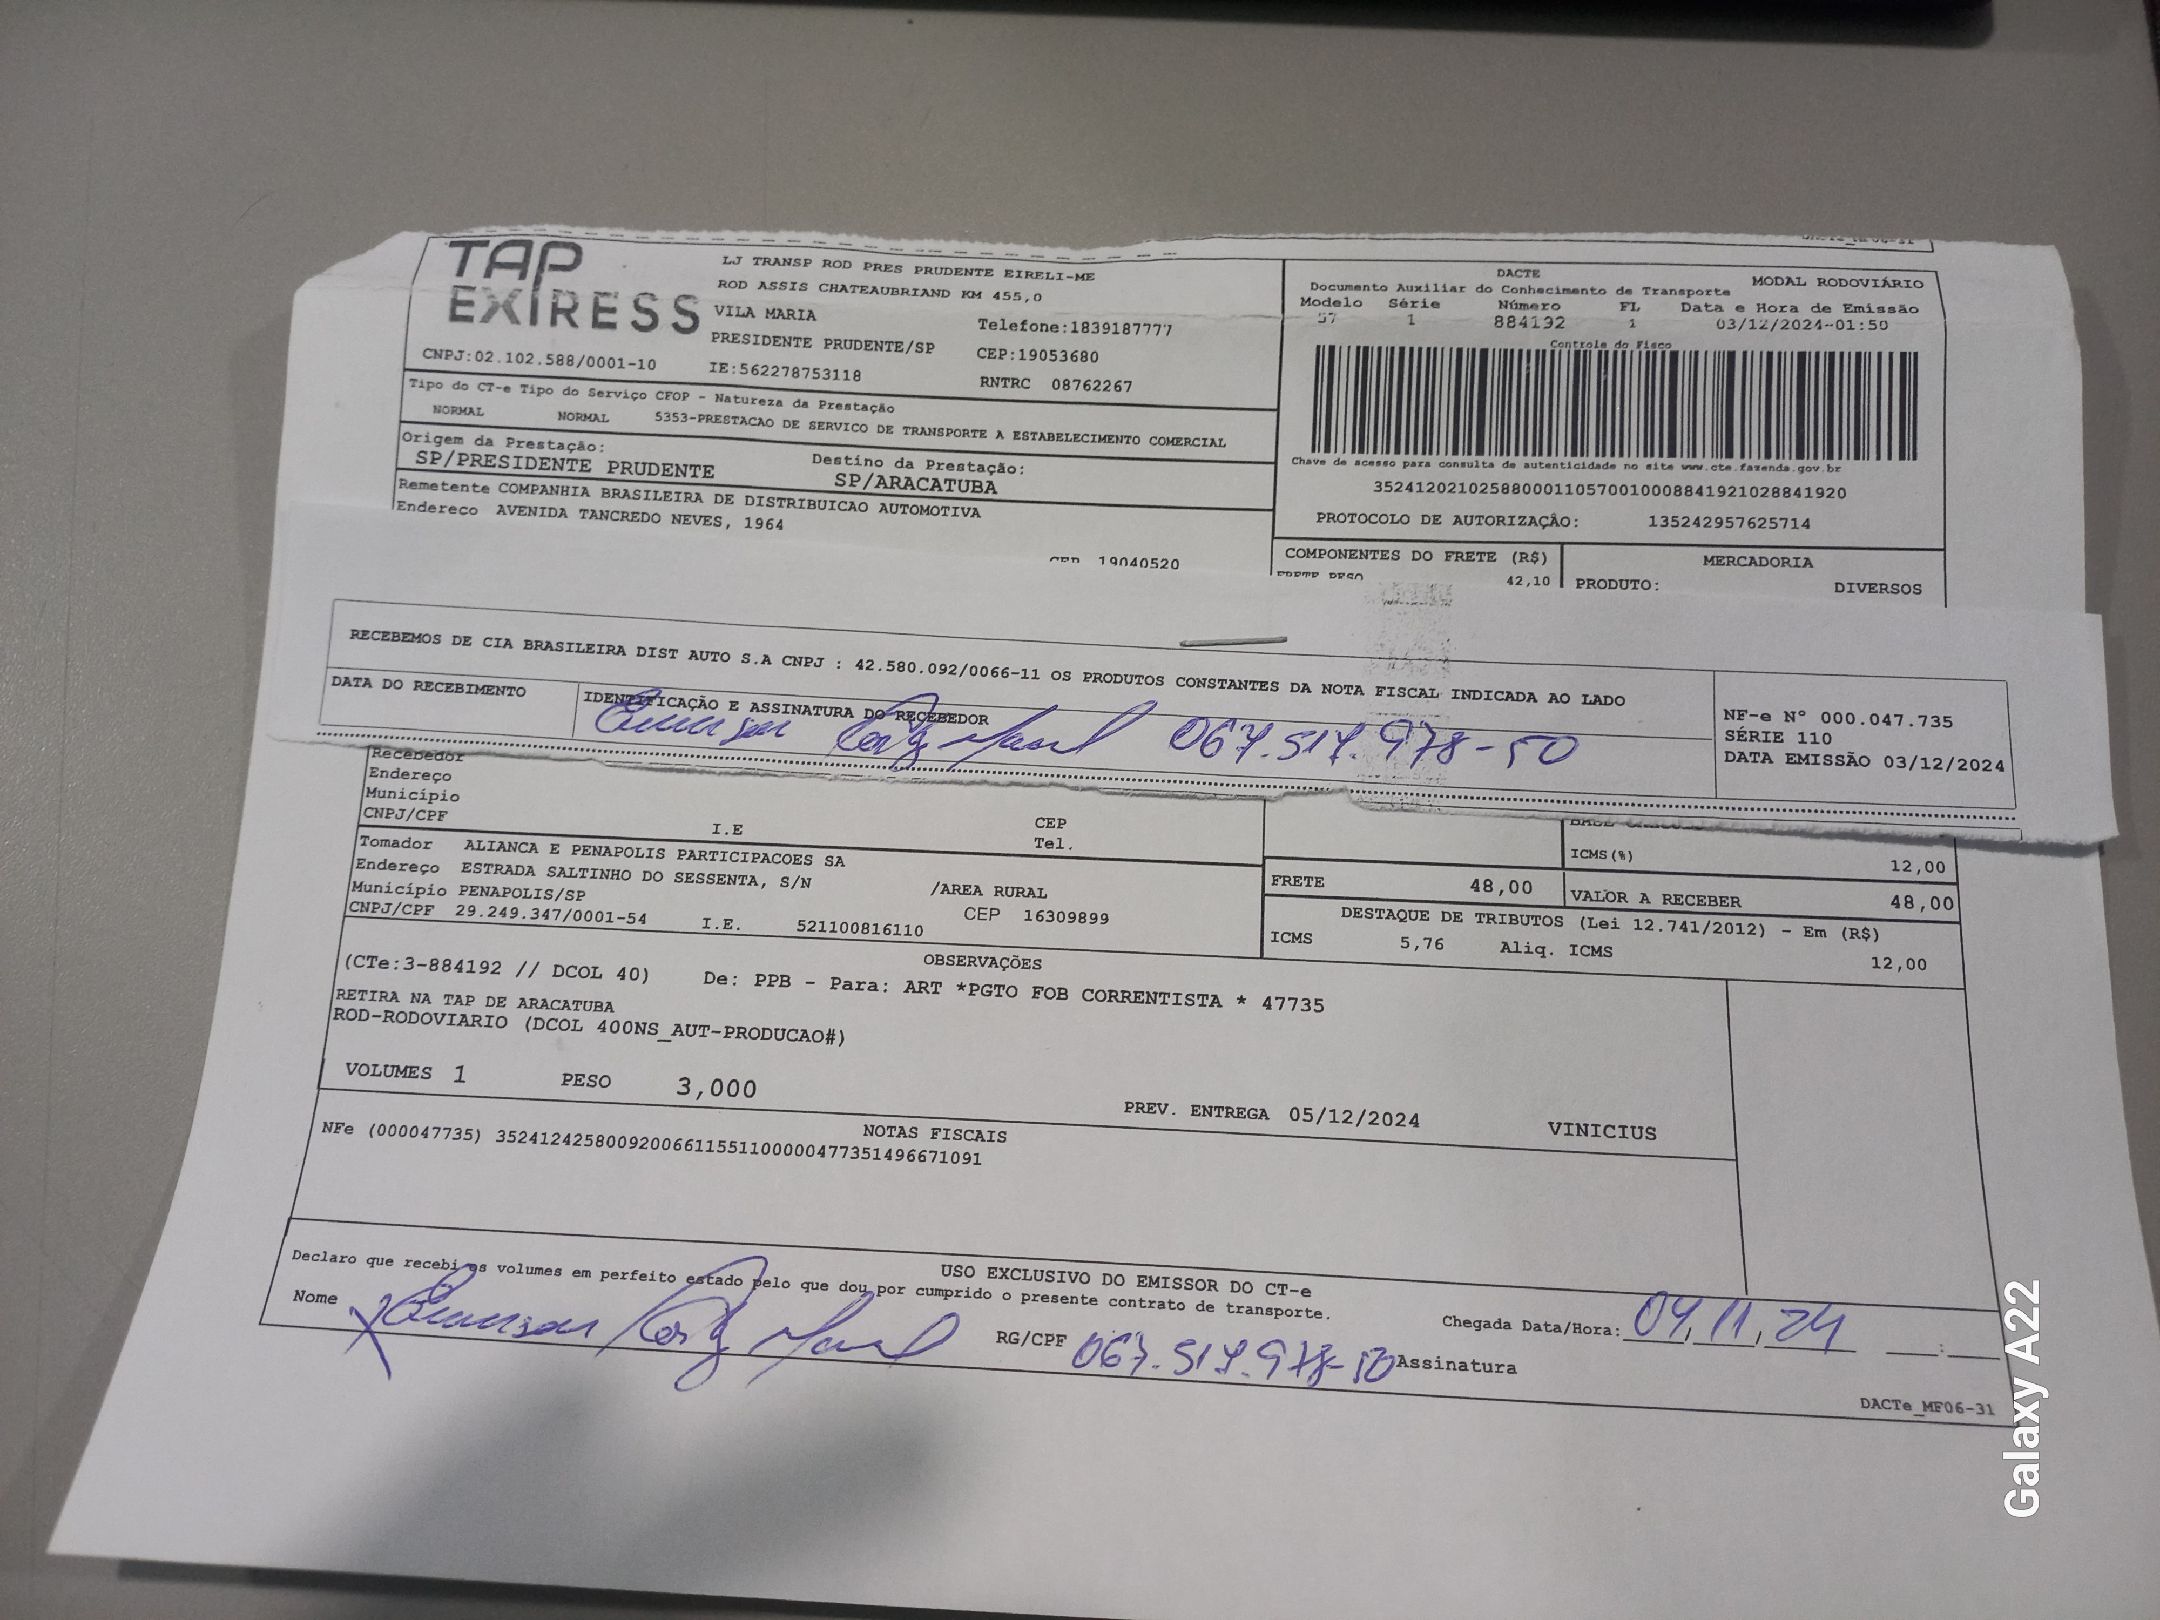 TAP
EXPRESS
LJ TRANSP ROD PRES PRUDENTE EIRELI-ME
ROD ASSIS CHATEAUBRIAND KM 455,0
VILA MARIA
Telefone:1839187777
PRESIDENTE PRUDENTE/SP
CEP:19053680
CNPJ:02.102.588/0001-10
IE:562278753118
RNTRC 08762267
DACTE
MODAL RODOVIÁRIO
Documento Auxiliar do Conhecimento de Transporte
Modelo Série Número FL Data e Hora de Emissão
57 1 884192 1 03/12/2024-01:50
Controle do Fisco
Chave de acesso para consulta de autenticidade no site www.cte.fazenda.gov.br
35241202102588000110570010008841921028841920
PROTOCOLO DE AUTORIZAÇÃO: 135242957625714
Tipo do CT-e Tipo do Serviço CFOP - Natureza da Prestação
NORMAL NORMAL 5353-PRESTACAO DE SERVICO DE TRANSPORTE A ESTABELECIMENTO COMERCIAL
Origem da Prestação: Destino da Prestação:
SP/PRESIDENTE PRUDENTE SP/ARACATUBA
Remetente COMPANHIA BRASILEIRA DE DISTRIBUICAO AUTOMOTIVA
Endereco AVENIDA TANCREDO NEVES, 1964
CEP 19040520
COMPONENTES DO FRETE (R$)
FRETE PESO 42,10
MERCADORIA
PRODUTO: DIVERSOS
RECEBEMOS DE CIA BRASILEIRA DIST AUTO S.A CNPJ : 42.580.092/0066-11 OS PRODUTOS CONSTANTES DA NOTA FISCAL INDICADA AO LADO
DATA DO RECEBIMENTO
IDENTIFICAÇÃO E ASSINATURA DO RECEBEDOR
Emerson 067.517.978-50
NF-e Nº 000.047.735
SÉRIE 110
DATA EMISSÃO 03/12/2024
Recebedor
Endereço
Município
CNPJ/CPF I.E CEP
Tel.
Tomador ALIANCA E PENAPOLIS PARTICIPACOES SA
Endereço ESTRADA SALTINHO DO SESSENTA, S/N /AREA RURAL
Município PENAPOLIS/SP CEP 16309899
CNPJ/CPF 29.249.347/0001-54 I.E. 521100816110
ICMS(%) 12,00
FRETE 48,00 VALOR A RECEBER 48,00
DESTAQUE DE TRIBUTOS (Lei 12.741/2012) - Em (R$)
ICMS 5,76 Aliq. ICMS 12,00
OBSERVAÇÕES
(CTe:3-884192 // DCOL 40) De: PPB - Para: ART *PGTO FOB CORRENTISTA * 47735
RETIRA NA TAP DE ARACATUBA
ROD-RODOVIARIO (DCOL 400NS_AUT-PRODUCAO#)
VOLUMES 1 PESO 3,000 PREV. ENTREGA 05/12/2024 VINICIUS
NOTAS FISCAIS
NFe (000047735) 35241242580092006611551100000477351496671091
USO EXCLUSIVO DO EMISSOR DO CT-e
Declaro que recebi os volumes em perfeito estado pelo que dou por cumprido o presente contrato de transporte.
Nome Emerson RG/CPF 067.517.978-50 Assinatura
Chegada Data/Hora: 04, 11, 24 :
DACTe_MF06-31
Galaxy A22